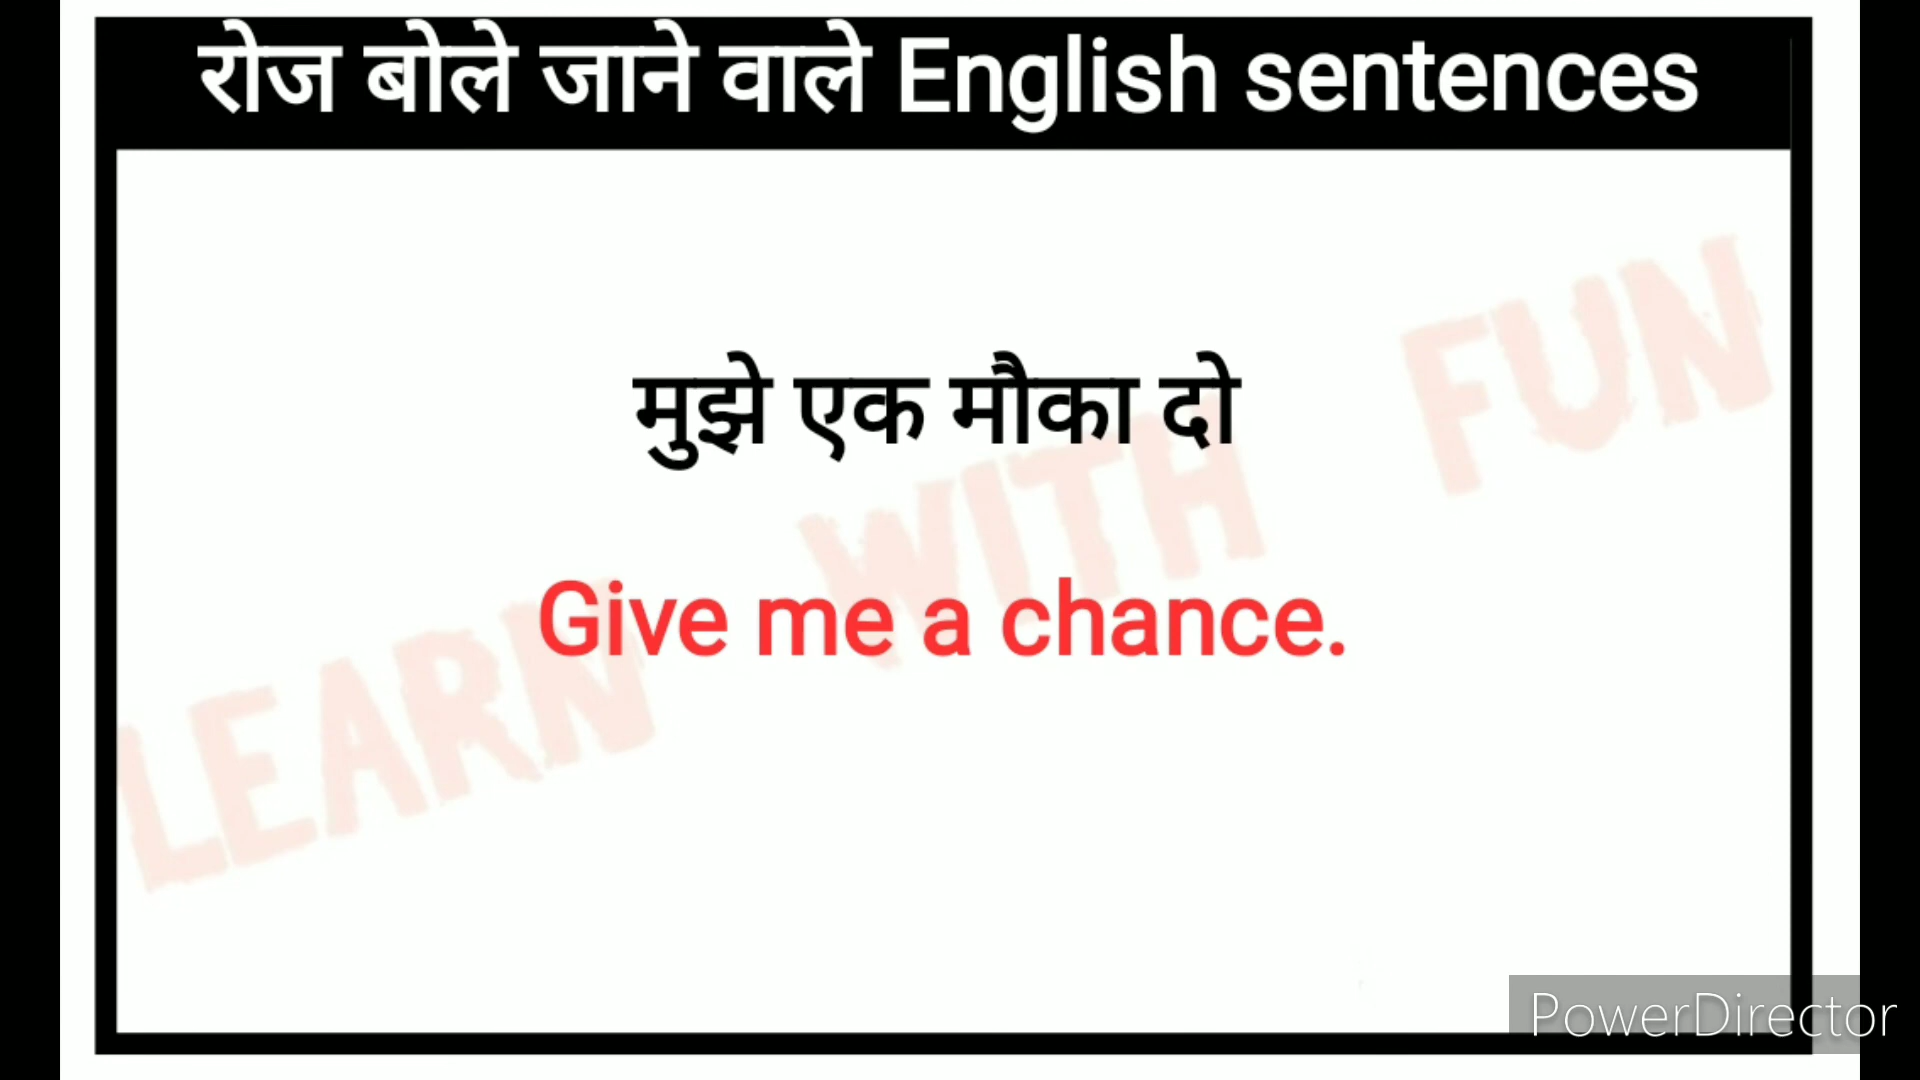 रोज बोले जाने वाले English sentences
मुझे एक मौका दो
Give me a chance.
LEARN WITH FUN
PowerDirector